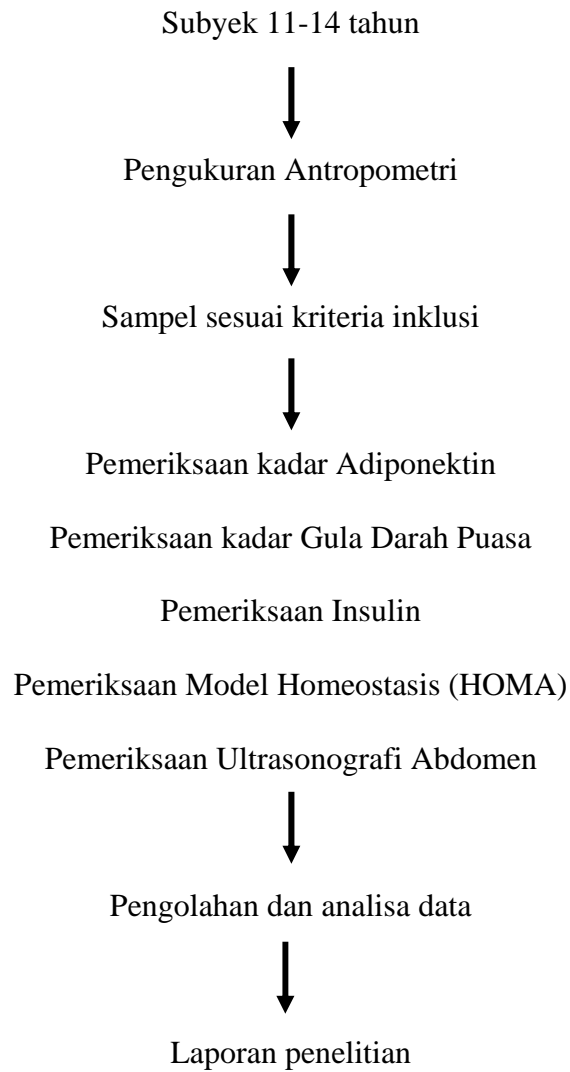 Subyek 11-14 tahun
Pengukuran Antropometri
Sampel sesuai kriteria inklusi
Pemeriksaan kadar Adiponektin
Pemeriksaan kadar Gula Darah Puasa
Pemeriksaan Insulin
Pemeriksaan Model Homeostasis (HOMA)
Pemeriksaan Ultrasonografi Abdomen
Pengolahan dan analisa data
Laporan penelitian